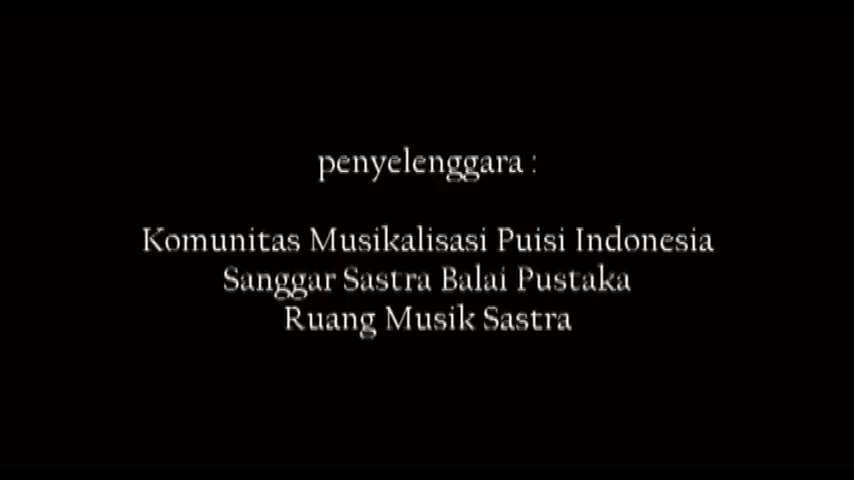 penyelenggara :
Komunitas Musikalisasi Puisi Indonesia
Sanggar Sastra Balai Pustaka
Ruang Musik Sastra